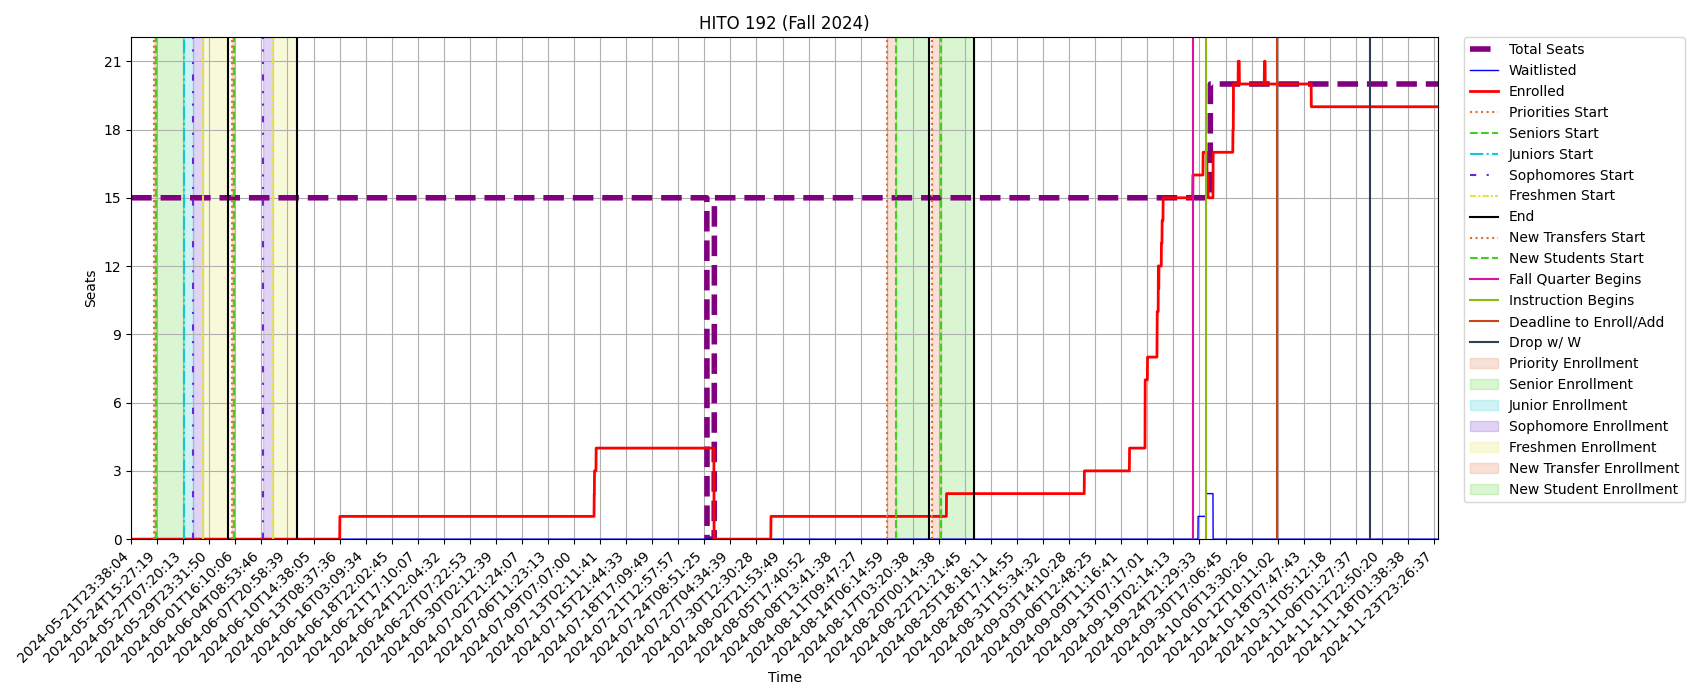 HITO 192 (Fall 2024)
Seats
21
18
15
12
9
6
3
0
2024-05-21T23:38:04
2024-05-24T15:27:19
2024-05-27T07:20:13
2024-05-29T23:31:50
2024-06-01T16:10:06
2024-06-04T08:53:46
2024-06-07T20:58:39
2024-06-10T14:38:05
2024-06-13T08:37:36
2024-06-16T03:09:34
2024-06-18T22:02:45
2024-06-21T17:10:07
2024-06-24T12:04:32
2024-06-27T07:22:53
2024-06-30T02:12:39
2024-07-02T21:24:07
2024-07-06T11:23:13
2024-07-09T07:07:00
2024-07-13T02:11:41
2024-07-15T21:44:33
2024-07-18T17:09:49
2024-07-21T12:57:57
2024-07-24T08:51:25
2024-07-27T04:34:39
2024-07-30T12:30:28
2024-08-02T21:53:49
2024-08-05T17:40:52
2024-08-08T13:41:38
2024-08-11T09:47:27
2024-08-14T06:14:59
2024-08-17T03:20:38
2024-08-20T00:14:38
2024-08-22T21:21:45
2024-08-25T18:18:11
2024-08-28T17:14:55
2024-08-31T15:34:32
2024-09-03T14:10:28
2024-09-06T12:48:25
2024-09-09T11:16:41
2024-09-13T07:17:01
2024-09-19T02:14:13
2024-09-24T21:29:33
2024-09-30T17:06:45
2024-10-06T13:30:26
2024-10-12T10:11:02
2024-10-18T07:47:43
2024-10-31T05:12:18
2024-11-06T01:27:37
2024-11-11T22:50:20
2024-11-18T01:38:38
2024-11-23T23:26:37
Time
Total Seats
Waitlisted
Enrolled
Priorities Start
Seniors Start
Juniors Start
Sophomores Start
Freshmen Start
End
New Transfers Start
New Students Start
Fall Quarter Begins
Instruction Begins
Deadline to Enroll/Add
Drop w/ W
Priority Enrollment
Senior Enrollment
Junior Enrollment
Sophomore Enrollment
Freshmen Enrollment
New Transfer Enrollment
New Student Enrollment